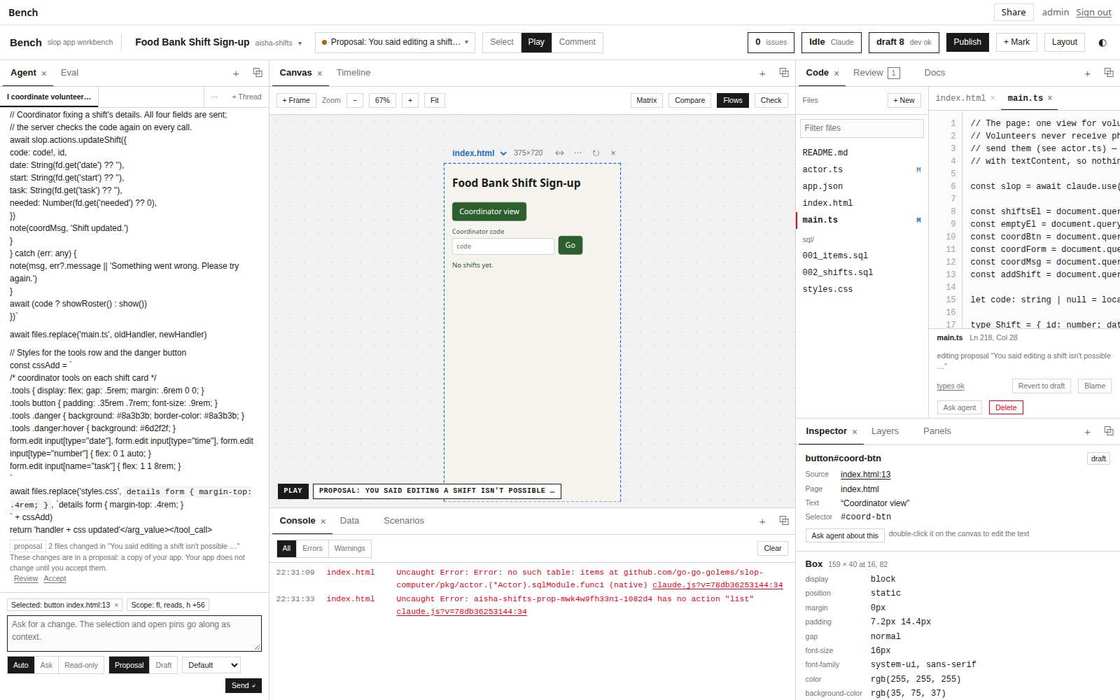 Bench
Share
admin
Sign out
Bench
slop app workbench
Food Bank Shift Sign-up
aisha-shifts
Proposal: You said editing a shift…
Select
Play
Comment
0 issues
Idle Claude
draft 8 dev ok
Publish
+ Mark
Layout
Agent ×
Eval
I coordinate volunteer…
…
+ Thread
// Coordinator fixing a shift's details. All four fields are sent;
// the server checks the code again on every call.
await slop.actions.updateShift({
code: code!, id,
date: String(fd.get('date') ?? ''),
start: String(fd.get('start') ?? ''),
task: String(fd.get('task') ?? ''),
needed: Number(fd.get('needed') ?? 0),
})
note(coordMsg, 'Shift updated.')
}
} catch (err: any) {
note(msg, err?.message || 'Something went wrong. Please try
again.')
}
await (code ? showRoster() : show())
})`
await files.replace('main.ts', oldHandler, newHandler)
// Styles for the tools row and the danger button
const cssAdd = `
/* coordinator tools on each shift card */
.tools { display: flex; gap: .5rem; margin: .6rem 0 0; }
.tools button { padding: .35rem .7rem; font-size: .9rem; }
.tools .danger { background: #8a3b3b; border-color: #8a3b3b; }
.tools .danger:hover { background: #6d2f2f; }
form.edit input[type="date"], form.edit input[type="time"], form.edit
input[type="number"] { flex: 0 1 auto; }
form.edit input[name="task"] { flex: 1 1 8rem; }
`
await files.replace('styles.css', details form { margin-top:
.4rem; } , `details form { margin-top: .4rem; }
` + cssAdd)
return 'handler + css updated'</arg_value></tool_call>
proposal 2 files changed in "You said editing a shift isn't possible …"
These changes are in a proposal: a copy of your app. Your app does not
change until you accept them.
Review Accept
Selected: button index.html:13 ×
Scope: fl, reads, h +56
Ask for a change. The selection and open pins go along as
context.
Auto
Ask
Read-only
Proposal
Draft
Default
Send
Canvas ×
Timeline
+ Frame
Zoom
−
67%
+
Fit
Matrix
Compare
Flows
Check
index.html
375×720
Food Bank Shift Sign-up
Coordinator view
Coordinator code
code
Go
No shifts yet.
PLAY
PROPOSAL: YOU SAID EDITING A SHIFT ISN'T POSSIBLE …
Console ×
Data
Scenarios
All
Errors
Warnings
Clear
22:31:09 index.html Uncaught Error: Error: no such table: items at github.com/go-go-golems/slop-
computer/pkg/actor.(*Actor).sqlModule.func1 (native) claude.js?v=78db36253144:34
22:31:33 index.html Uncaught Error: aisha-shifts-prop-mwk4w9fh33n1-1082d4 has no action "list"
claude.js?v=78db36253144:34
Code ×
Review 1
Docs
Files
+ New
Filter files
README.md
actor.ts M
app.json
index.html
main.ts M
sql/
001_items.sql
002_shifts.sql
styles.css
index.html ×
main.ts ×
1 // The page: one view for volu
2 // Volunteers never receive ph
3 // send them (see actor.ts) —
4 // with textContent, so nothin
5
6 const slop = await claude.use(
7
8 const shiftsEl = document.quer
9 const emptyEl = document.query
10 const coordBtn = document.quer
11 const coordForm = document.que
12 const coordMsg = document.quer
13 const addShift = document.quer
14
15 let code: string | null = loca
16
17 type Shift = { id: number; dat
main.ts Ln 218, Col 28
editing proposal "You said editing a shift isn't possible
…"
types ok
Revert to draft
Blame
Ask agent
Delete
Inspector ×
Layers
Panels
button#coord-btn
draft
Source index.html:13
Page index.html
Text "Coordinator view"
Selector #coord-btn
Ask agent about this
double-click it on the canvas to edit the text
Box 159 × 40 at 16, 82
display block
position static
margin 0px
padding 7.2px 14.4px
gap normal
font-size 16px
font-family system-ui, sans-serif
color rgb(255, 255, 255)
background-color rgb(35, 75, 37)